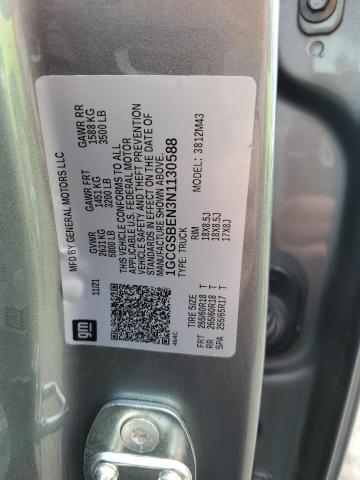 MFD BY GENERAL MOTORS LLC
11/21
GVWR
2631 KG
5800 LB
GAWR FRT
1451 KG
3200 LB
GAWR RR
1588 KG
3500 LB
THIS VEHICLE CONFORMS TO ALL
APPLICABLE U.S. FEDERAL MOTOR
VEHICLE SAFETY AND THEFT PREVENTION
STANDARDS IN EFFECT ON THE DATE OF
MANUFACTURE SHOWN ABOVE.
1GCGSBEN3N1130588
TYPE: TRUCK
MODEL: 3812M43
gm
TIRE SIZE RIM
FRT 265/60R18 T 18X8.5J
RR 265/60R18 T 18X8.5J
SPA 255/65R17 T 17X8J